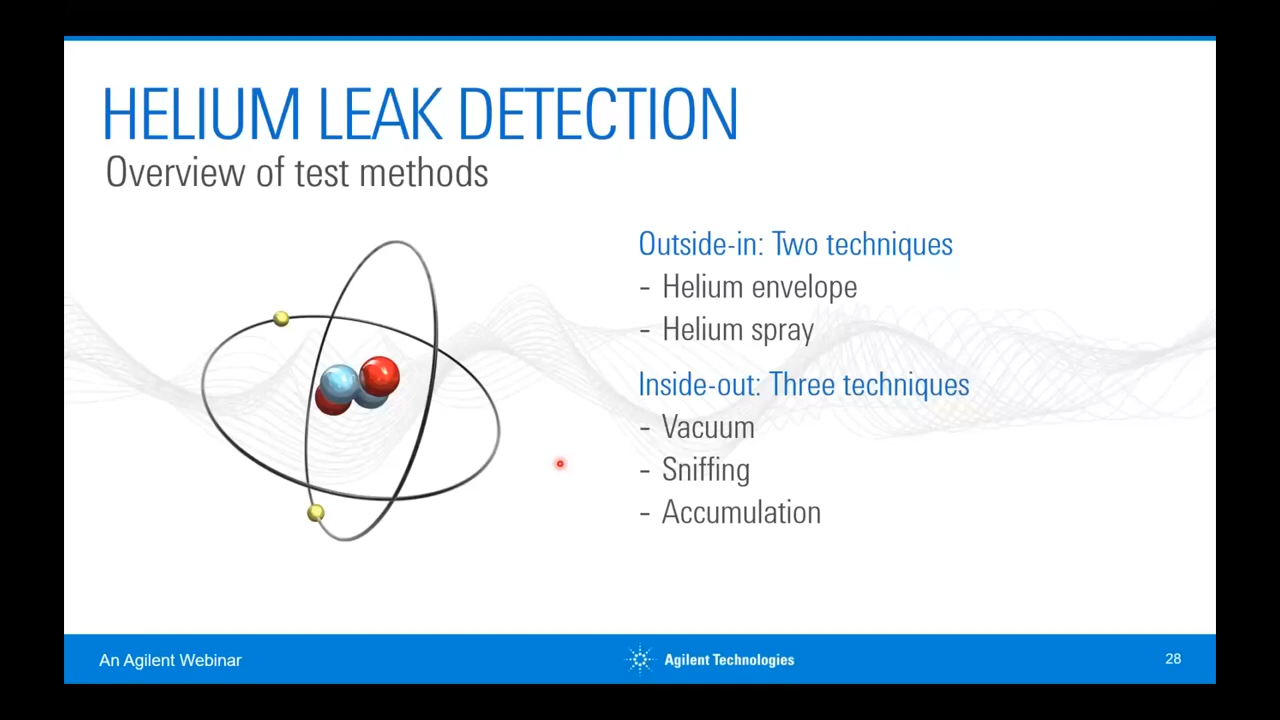 HELIUM LEAK DETECTION
Overview of test methods
Outside-in: Two techniques
- Helium envelope
- Helium spray
Inside-out: Three techniques
- Vacuum
- Sniffing
- Accumulation
An Agilent Webinar
Agilent Technologies
28